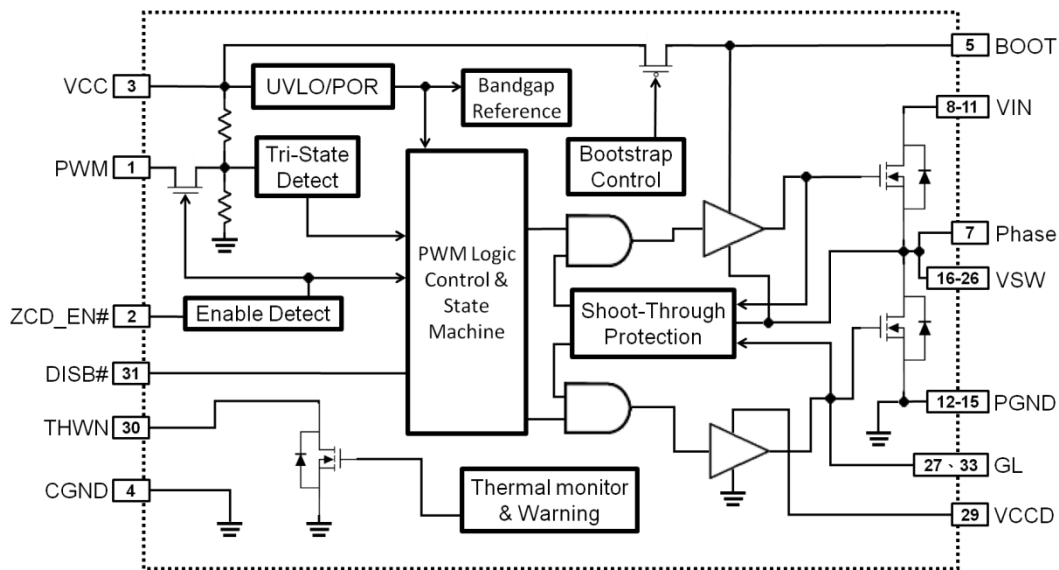 VCC 3
PWM 1
ZCD_EN# 2
DISB# 31
THWN 30
CGND 4
UVLO/POR
Bandgap
Reference
Tri-State
Detect
Enable Detect
PWM Logic
Control &
State
Machine
Bootstrap
Control
Shoot-Through
Protection
Thermal monitor
& Warning
5 BOOT
8-11 VIN
7 Phase
16-26 VSW
12-15 PGND
27、33 GL
29 VCCD